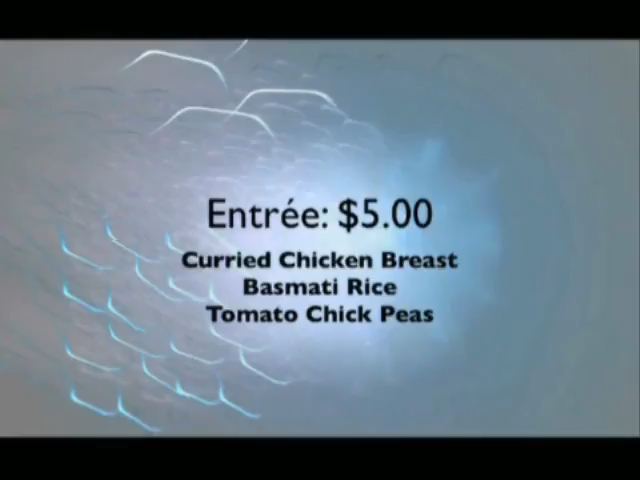 Entrée: $5.00
Curried Chicken Breast
Basmati Rice
Tomato Chick Peas